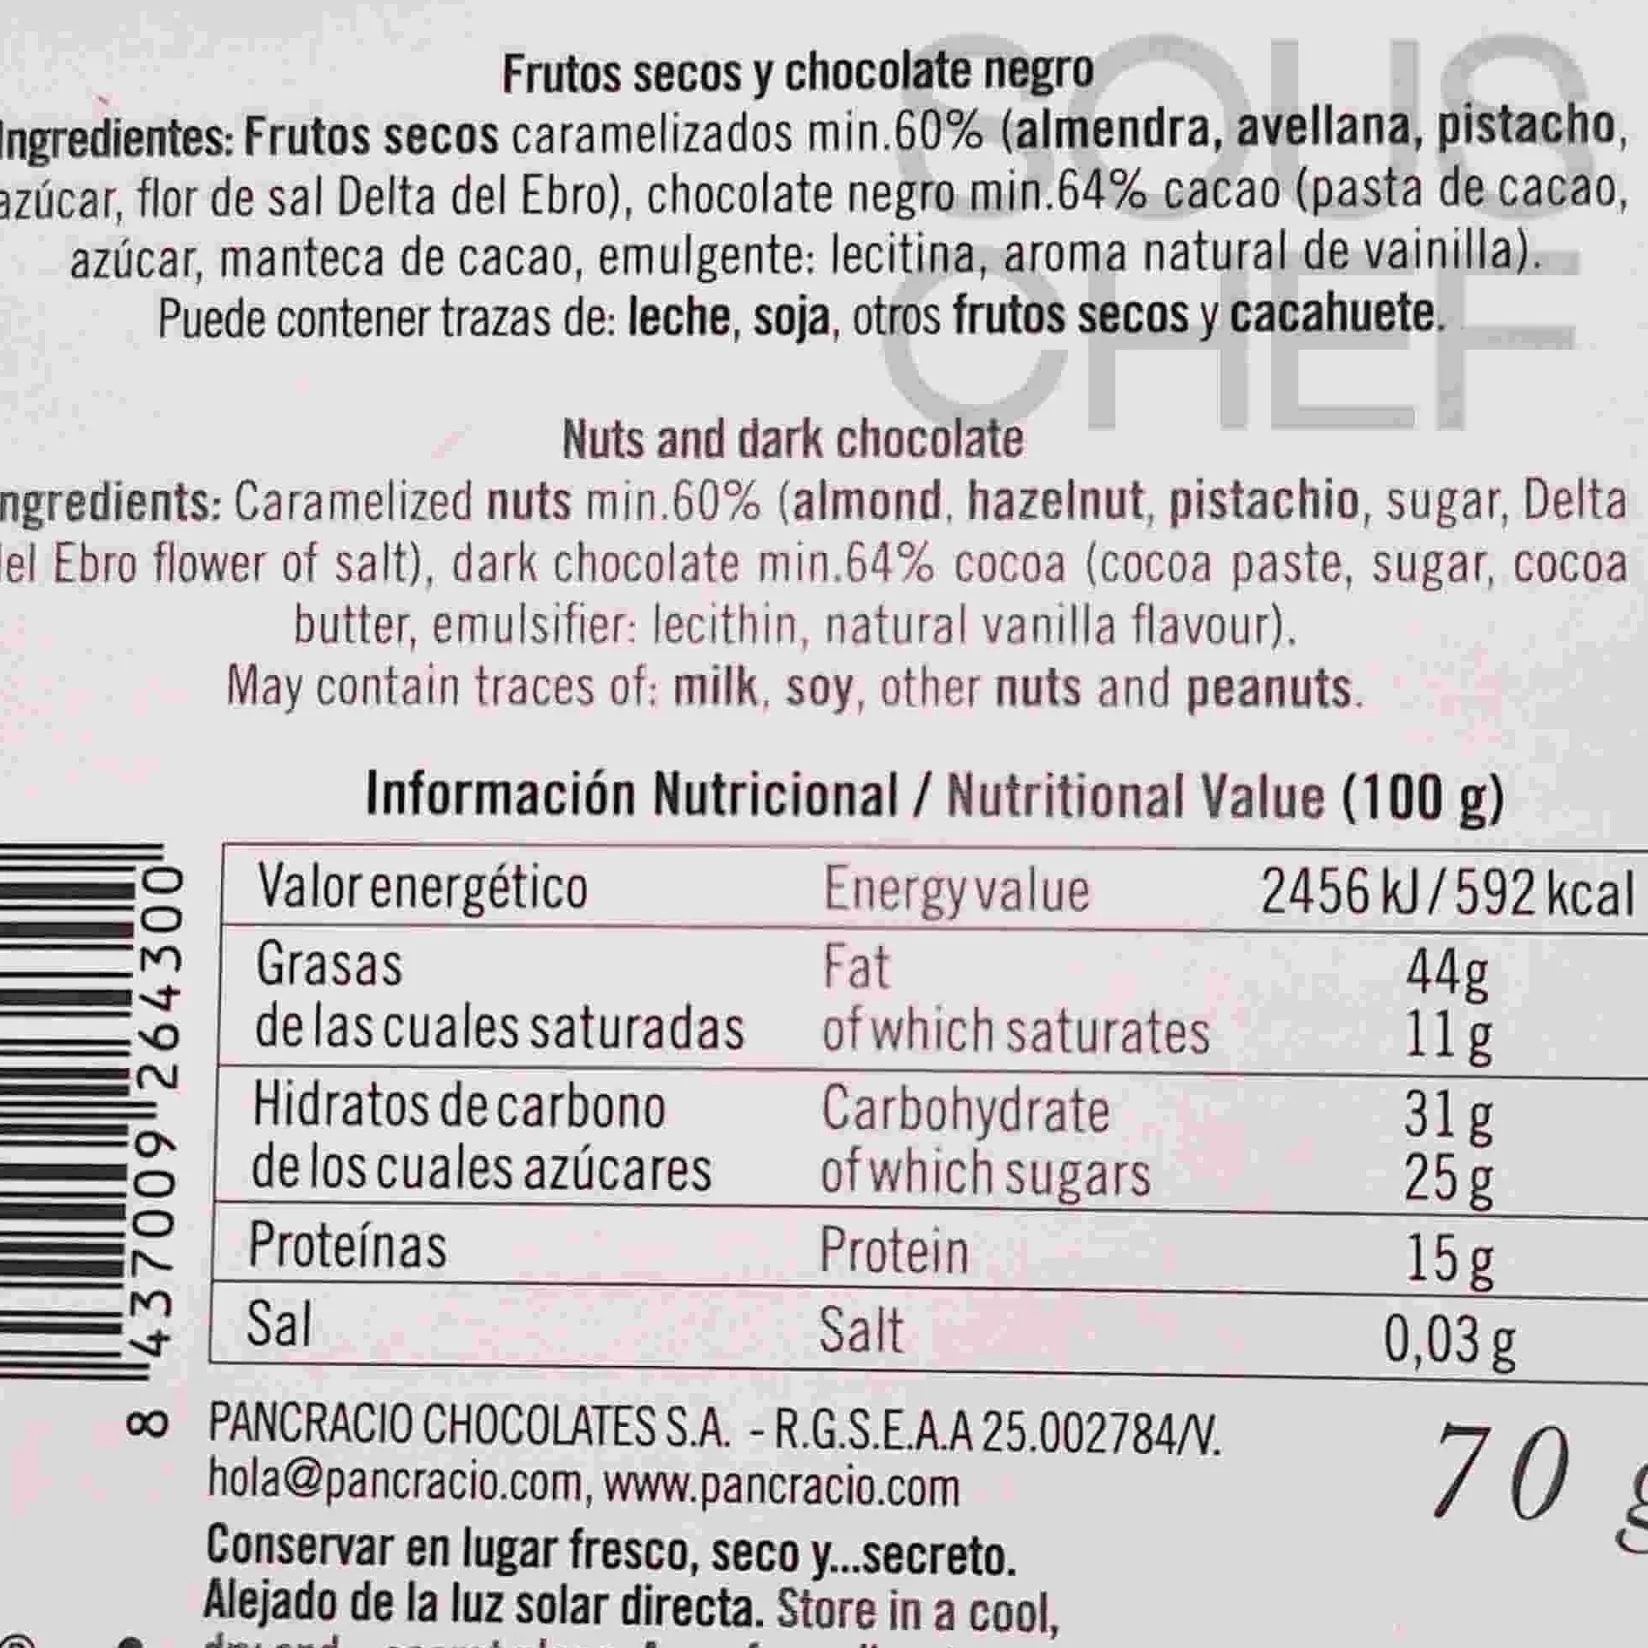 SOUS
CHEF
Frutos secos y chocolate negro
Ingredientes: Frutos secos caramelizados min.60% (almendra, avellana, pistacho,
azúcar, flor de sal Delta del Ebro), chocolate negro min.64% cacao (pasta de cacao,
azúcar, manteca de cacao, emulgente: lecitina, aroma natural de vainilla).
Puede contener trazas de: leche, soja, otros frutos secos y cacahuete.
Nuts and dark chocolate
ngredients: Caramelized nuts min.60% (almond, hazelnut, pistachio, sugar, Delta
el Ebro flower of salt), dark chocolate min.64% cocoa (cocoa paste, sugar, cocoa
butter, emulsifier: lecithin, natural vanilla flavour).
May contain traces of: milk, soy, other nuts and peanuts.
Información Nutricional / Nutritional Value (100 g)
Valor energético Energy value 2456 kJ / 592 kcal
Grasas Fat 44g
de las cuales saturadas of which saturates 11 g
Hidratos de carbono Carbohydrate 31 g
de los cuales azúcares of which sugars 25 g
Proteínas Protein 15 g
Sal Salt 0,03 g
8 437009 264300
PANCRACIO CHOCOLATES S.A. - R.G.S.E.A.A 25.002784/V.
hola@pancracio.com, www.pancracio.com
70 g
Conservar en lugar fresco, seco y...secreto.
Alejado de la luz solar directa. Store in a cool,